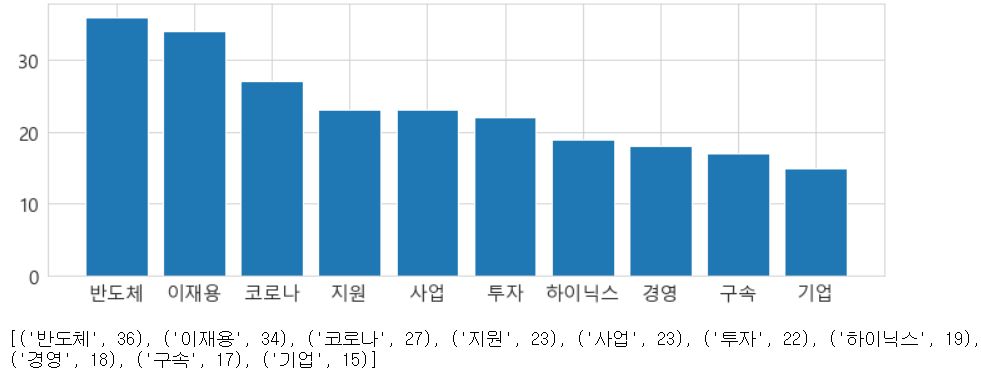 30
20
10
0
반도체 이재용 코로나 지원 사업 투자 하이닉스 경영 구속 기업
[('반도체', 36), ('이재용', 34), ('코로나', 27), ('지원', 23), ('사업', 23), ('투자', 22), ('하이닉스', 19),
('경영', 18), ('구속', 17), ('기업', 15)]